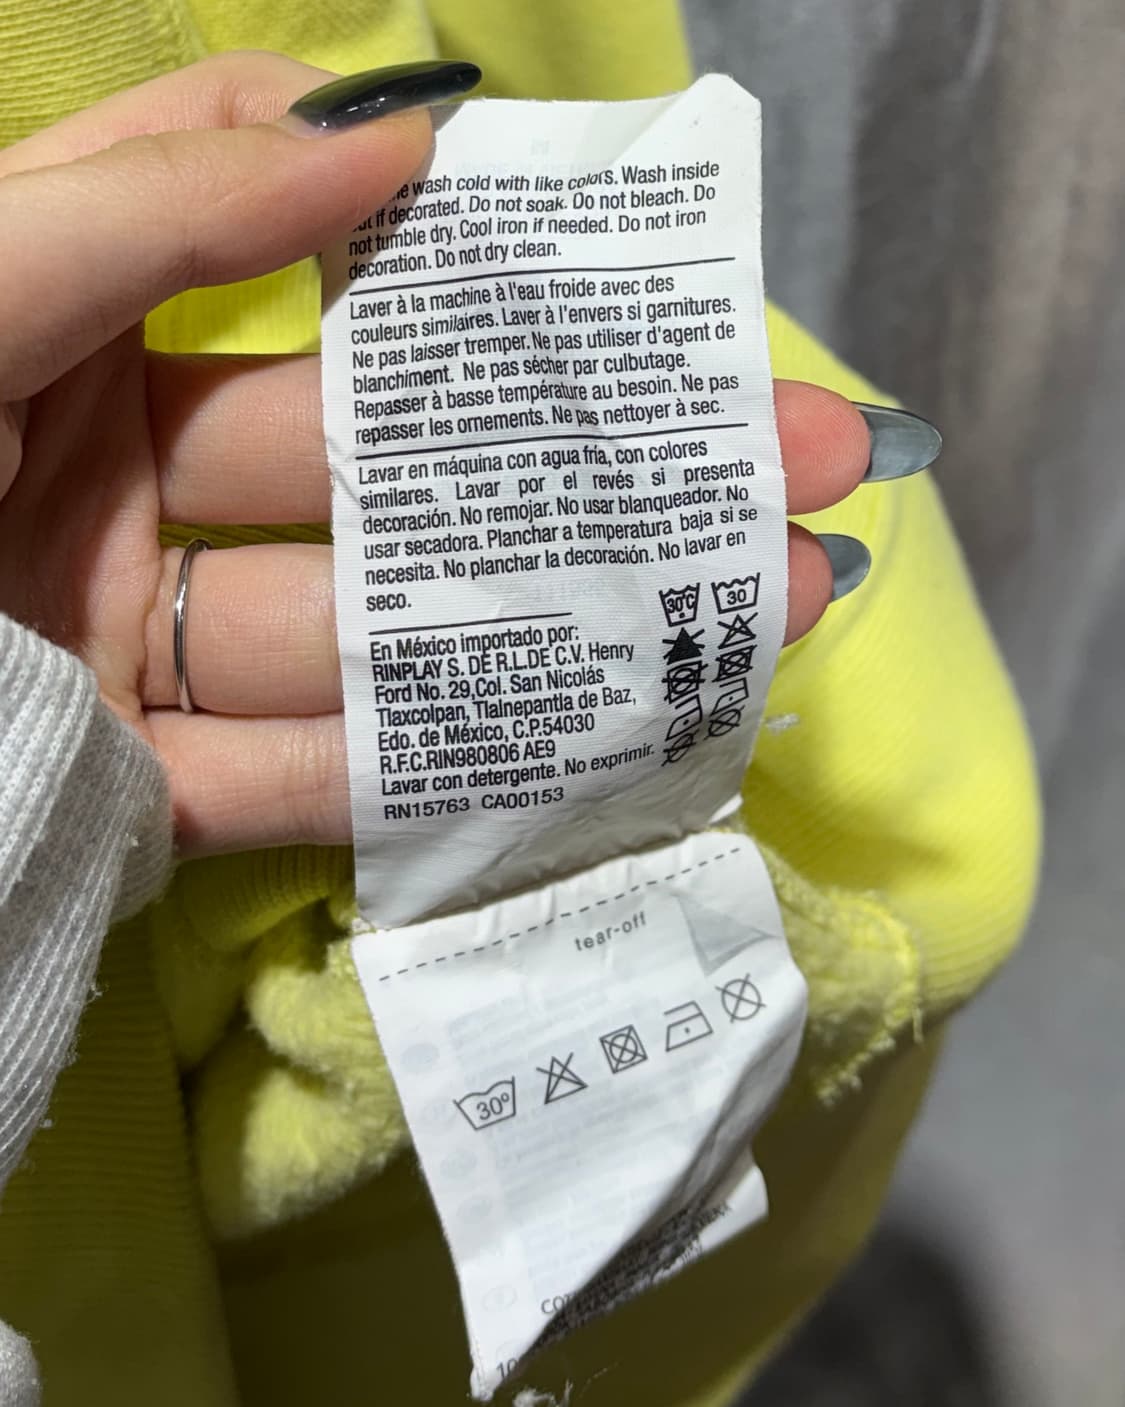 wash cold with like colors. Wash inside
if decorated. Do not soak. Do not bleach. Do
not tumble dry. Cool iron if needed. Do not iron
decoration. Do not dry clean.
Laver à la machine à l'eau froide avec des
couleurs similaires. Laver à l'envers si garnitures.
Ne pas laisser tremper. Ne pas utiliser d'agent de
blanchiment. Ne pas sécher par culbutage.
Repasser à basse température au besoin. Ne pas
repasser les ornements. Ne pas nettoyer à sec.
Lavar en máquina con agua fría, con colores
similares. Lavar por el revés si presenta
decoración. No remojar. No usar blanqueador. No
usar secadora. Planchar a temperatura baja si se
necesita. No planchar la decoración. No lavar en
seco.
30°C 30
En México importado por:
RINPLAY S. DE R.L.DE C.V. Henry
Ford No. 29,Col. San Nicolás
Tlaxcolpan, Tlalnepantla de Baz,
Edo. de México, C.P.54030
R.F.C.RIN980806 AE9
Lavar con detergente. No exprimir.
RN15763 CA00153
tear-off
30°